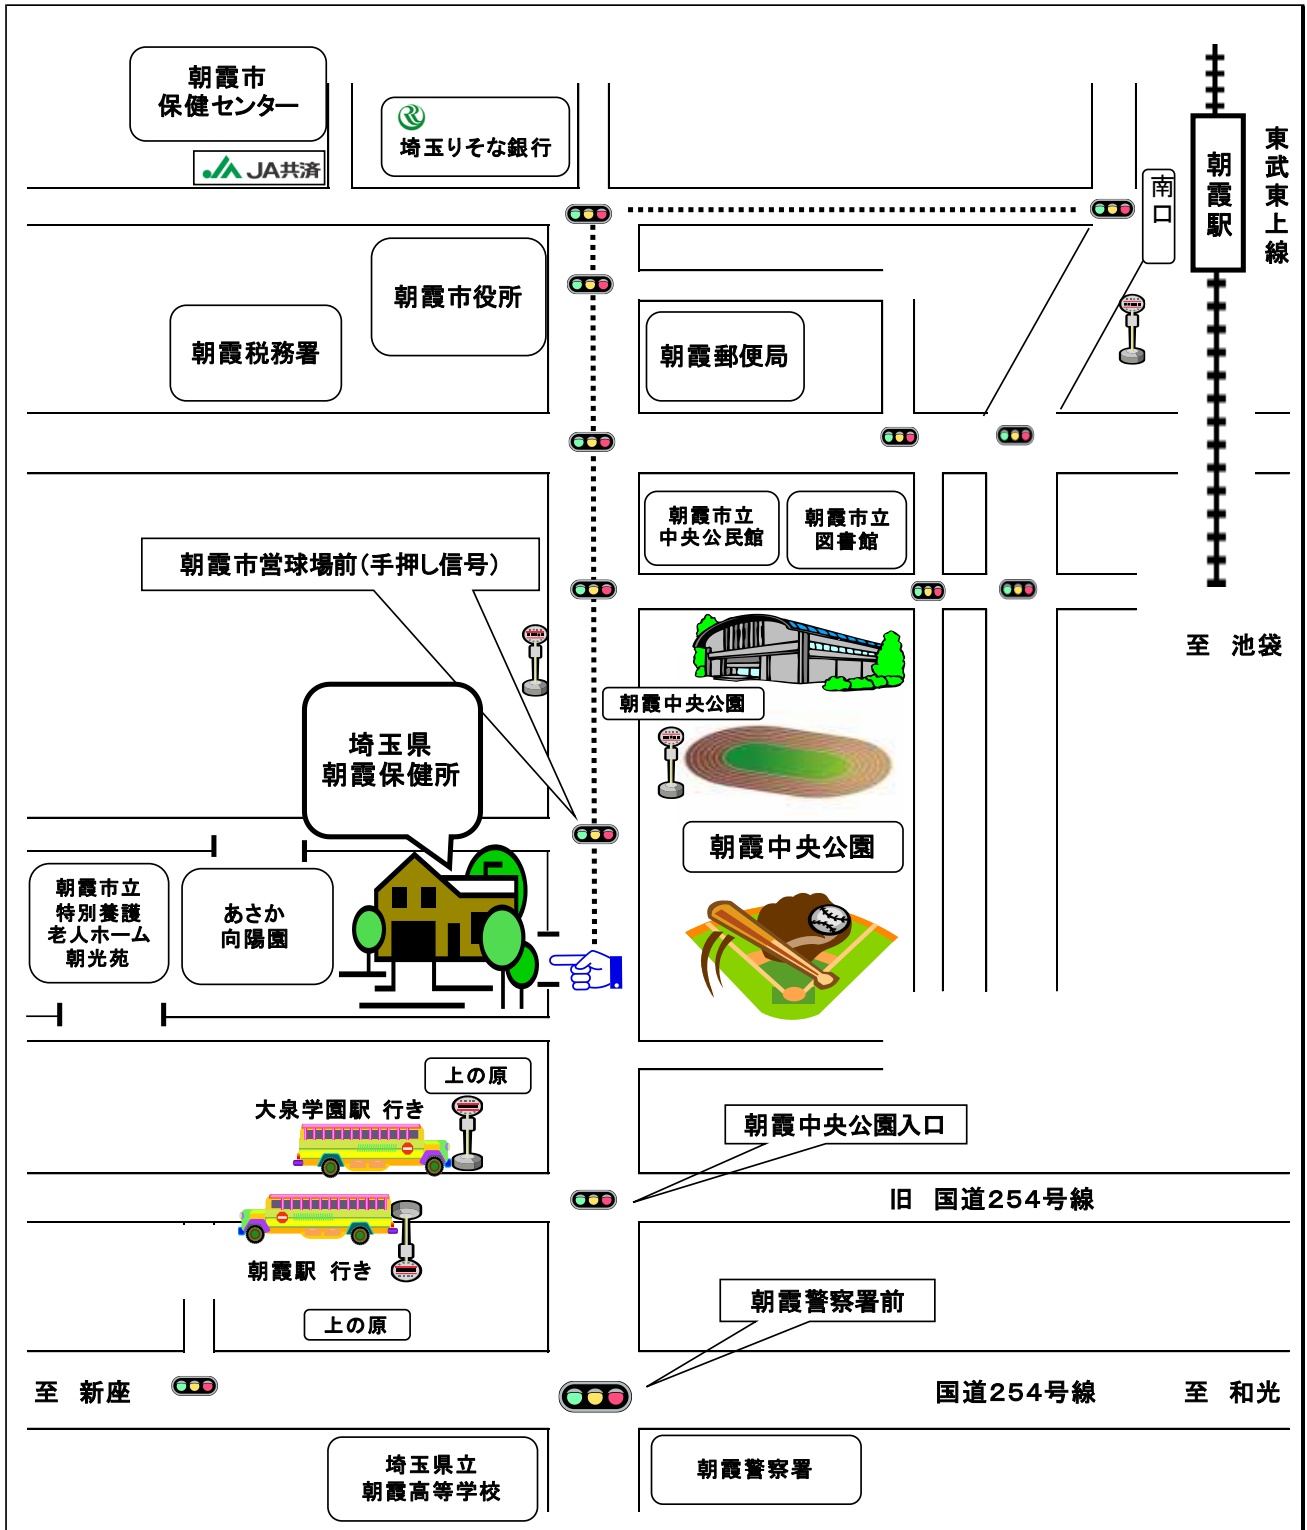 朝霞市
保健センター
JA共済
埼玉りそな銀行
南口
朝霞駅
東武東上線
朝霞市役所
朝霞税務署
朝霞郵便局
朝霞市立
中央公民館
朝霞市立
図書館
朝霞市営球場前(手押し信号)
至 池袋
朝霞中央公園
埼玉県
朝霞保健所
朝霞中央公園
朝霞市立
特別養護
老人ホーム
朝光苑
あさか
向陽園
上の原
大泉学園駅 行き
朝霞中央公園入口
旧 国道254号線
朝霞駅 行き
朝霞警察署前
上の原
至 新座
国道254号線
至 和光
埼玉県立
朝霞高等学校
朝霞警察署